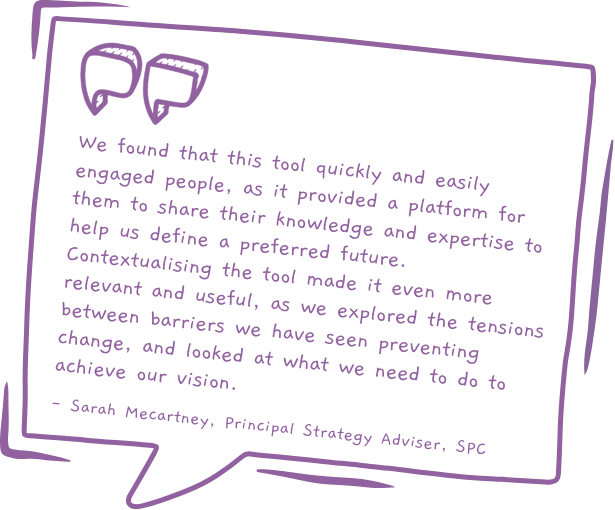 We found that this tool quickly and easily
engaged people, as it provided a platform for
them to share their knowledge and expertise to
help us define a preferred future.
Contextualising the tool made it even more
relevant and useful, as we explored the tensions
between barriers we have seen preventing
change, and looked at what we need to do to
achieve our vision.
- Sarah Mecartney, Principal Strategy Adviser, SPC